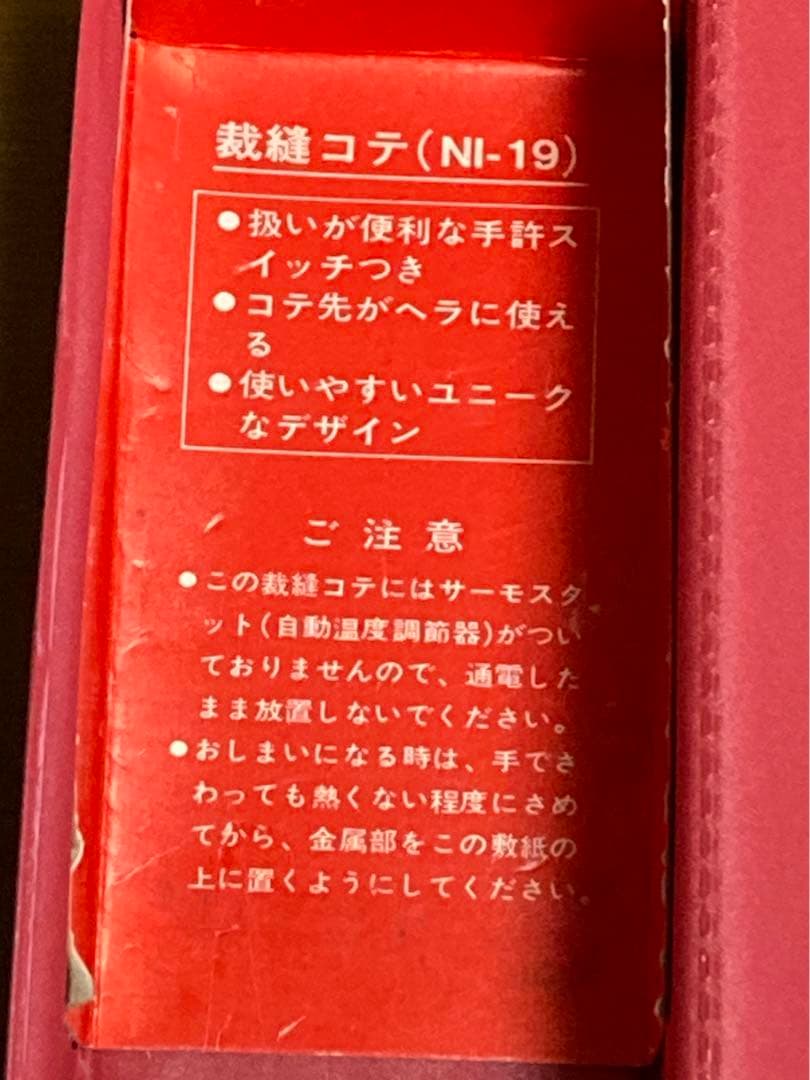 裁縫コテ(NI-19)
●扱いが便利な手許ス
イッチつき
●コテ先がヘラに使え
る
●使いやすいユニーク
なデザイン
ご注意
●この裁縫コテにはサーモスタ
ット(自動温度調節器)がつい
ておりませんので、通電した
まま放置しないでください。
●おしまいになる時は、手でさ
わっても熱くない程度にさめ
てから、金属部をこの敷紙の
上に置くようにしてください。